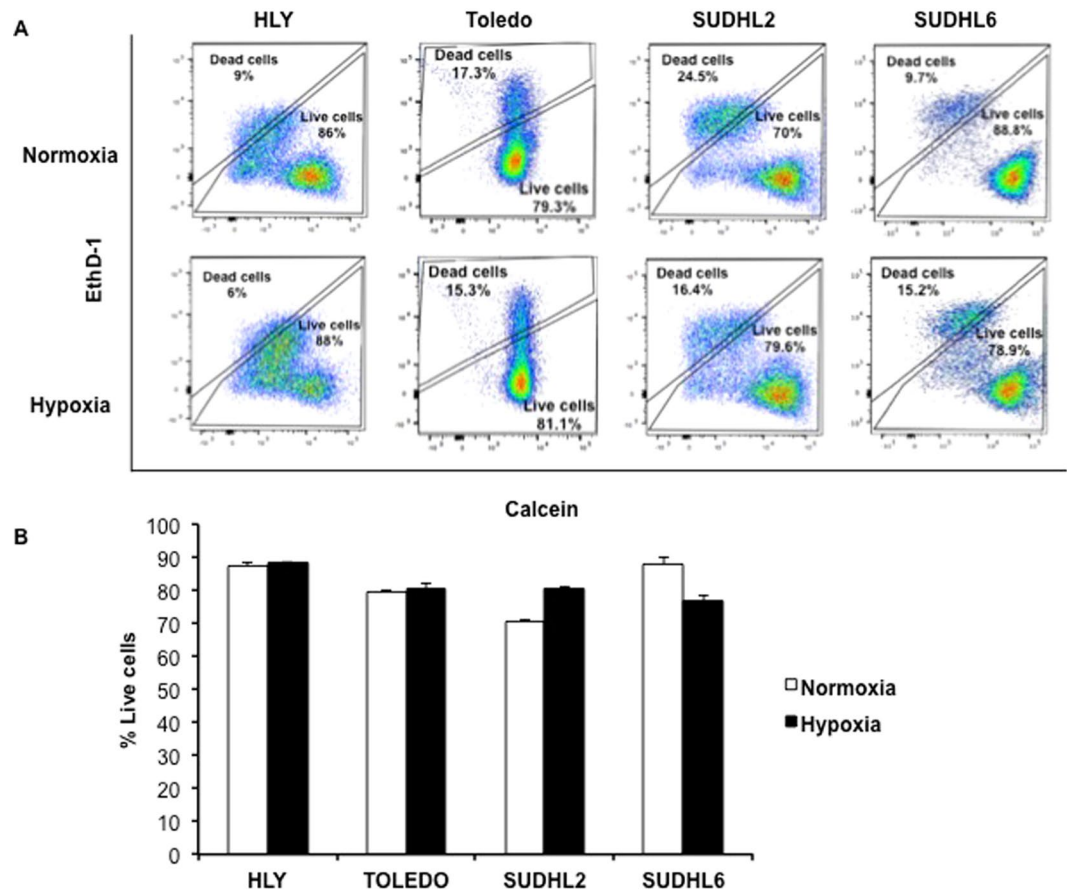 A
HLY
Toledo
SUDHL2
SUDHL6
Normoxia
Dead cells
9%
Live cells
86%
Dead cells
17.3%
Live cells
79.3%
Dead cells
24.5%
Live cells
70%
Dead cells
9.7%
Live cells
88.8%
EthD-1
Hypoxia
Dead cells
6%
Live cells
88%
Dead cells
15.3%
Live cells
81.1%
Dead cells
16.4%
Live cells
79.6%
Dead cells
15.2%
Live cells
78.9%
B
Calcein
% Live cells
100
90
80
70
60
50
40
30
20
10
0
HLY
TOLEDO
SUDHL2
SUDHL6
Normoxia
Hypoxia